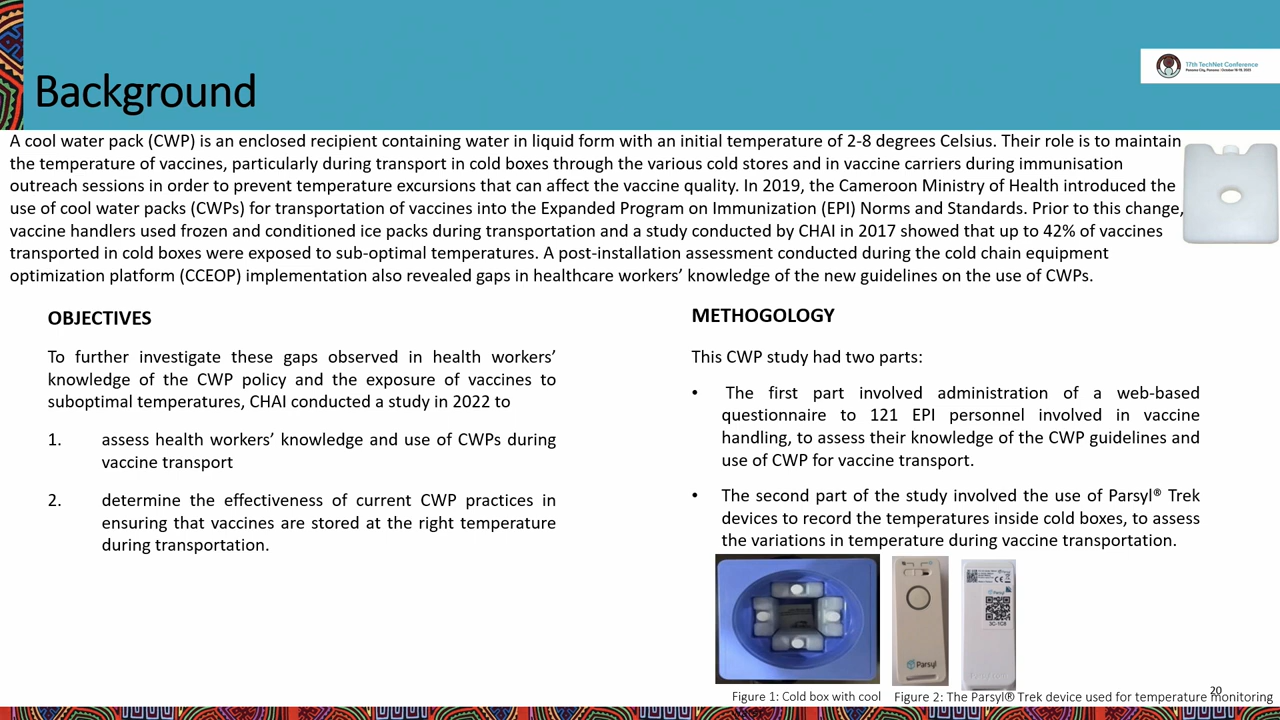 17th TechNet Conference
Panama City, Panama | October 16-19, 2023
Background
A cool water pack (CWP) is an enclosed recipient containing water in liquid form with an initial temperature of 2-8 degrees Celsius. Their role is to maintain
the temperature of vaccines, particularly during transport in cold boxes through the various cold stores and in vaccine carriers during immunisation
outreach sessions in order to prevent temperature excursions that can affect the vaccine quality. In 2019, the Cameroon Ministry of Health introduced the
use of cool water packs (CWPs) for transportation of vaccines into the Expanded Program on Immunization (EPI) Norms and Standards. Prior to this change,
vaccine handlers used frozen and conditioned ice packs during transportation and a study conducted by CHAI in 2017 showed that up to 42% of vaccines
transported in cold boxes were exposed to sub-optimal temperatures. A post-installation assessment conducted during the cold chain equipment
optimization platform (CCEOP) implementation also revealed gaps in healthcare workers’ knowledge of the new guidelines on the use of CWPs.
OBJECTIVES
To further investigate these gaps observed in health workers’
knowledge of the CWP policy and the exposure of vaccines to
suboptimal temperatures, CHAI conducted a study in 2022 to
1. assess health workers’ knowledge and use of CWPs during
vaccine transport
2. determine the effectiveness of current CWP practices in
ensuring that vaccines are stored at the right temperature
during transportation.
METHOGOLOGY
This CWP study had two parts:
• The first part involved administration of a web-based
questionnaire to 121 EPI personnel involved in vaccine
handling, to assess their knowledge of the CWP guidelines and
use of CWP for vaccine transport.
• The second part of the study involved the use of Parsyl® Trek
devices to record the temperatures inside cold boxes, to assess
the variations in temperature during vaccine transportation.
Parsyl
Parsyl
3C-1C8
Figure 1: Cold box with cool
Figure 2: The Parsyl® Trek device used for temperature monitoring
20